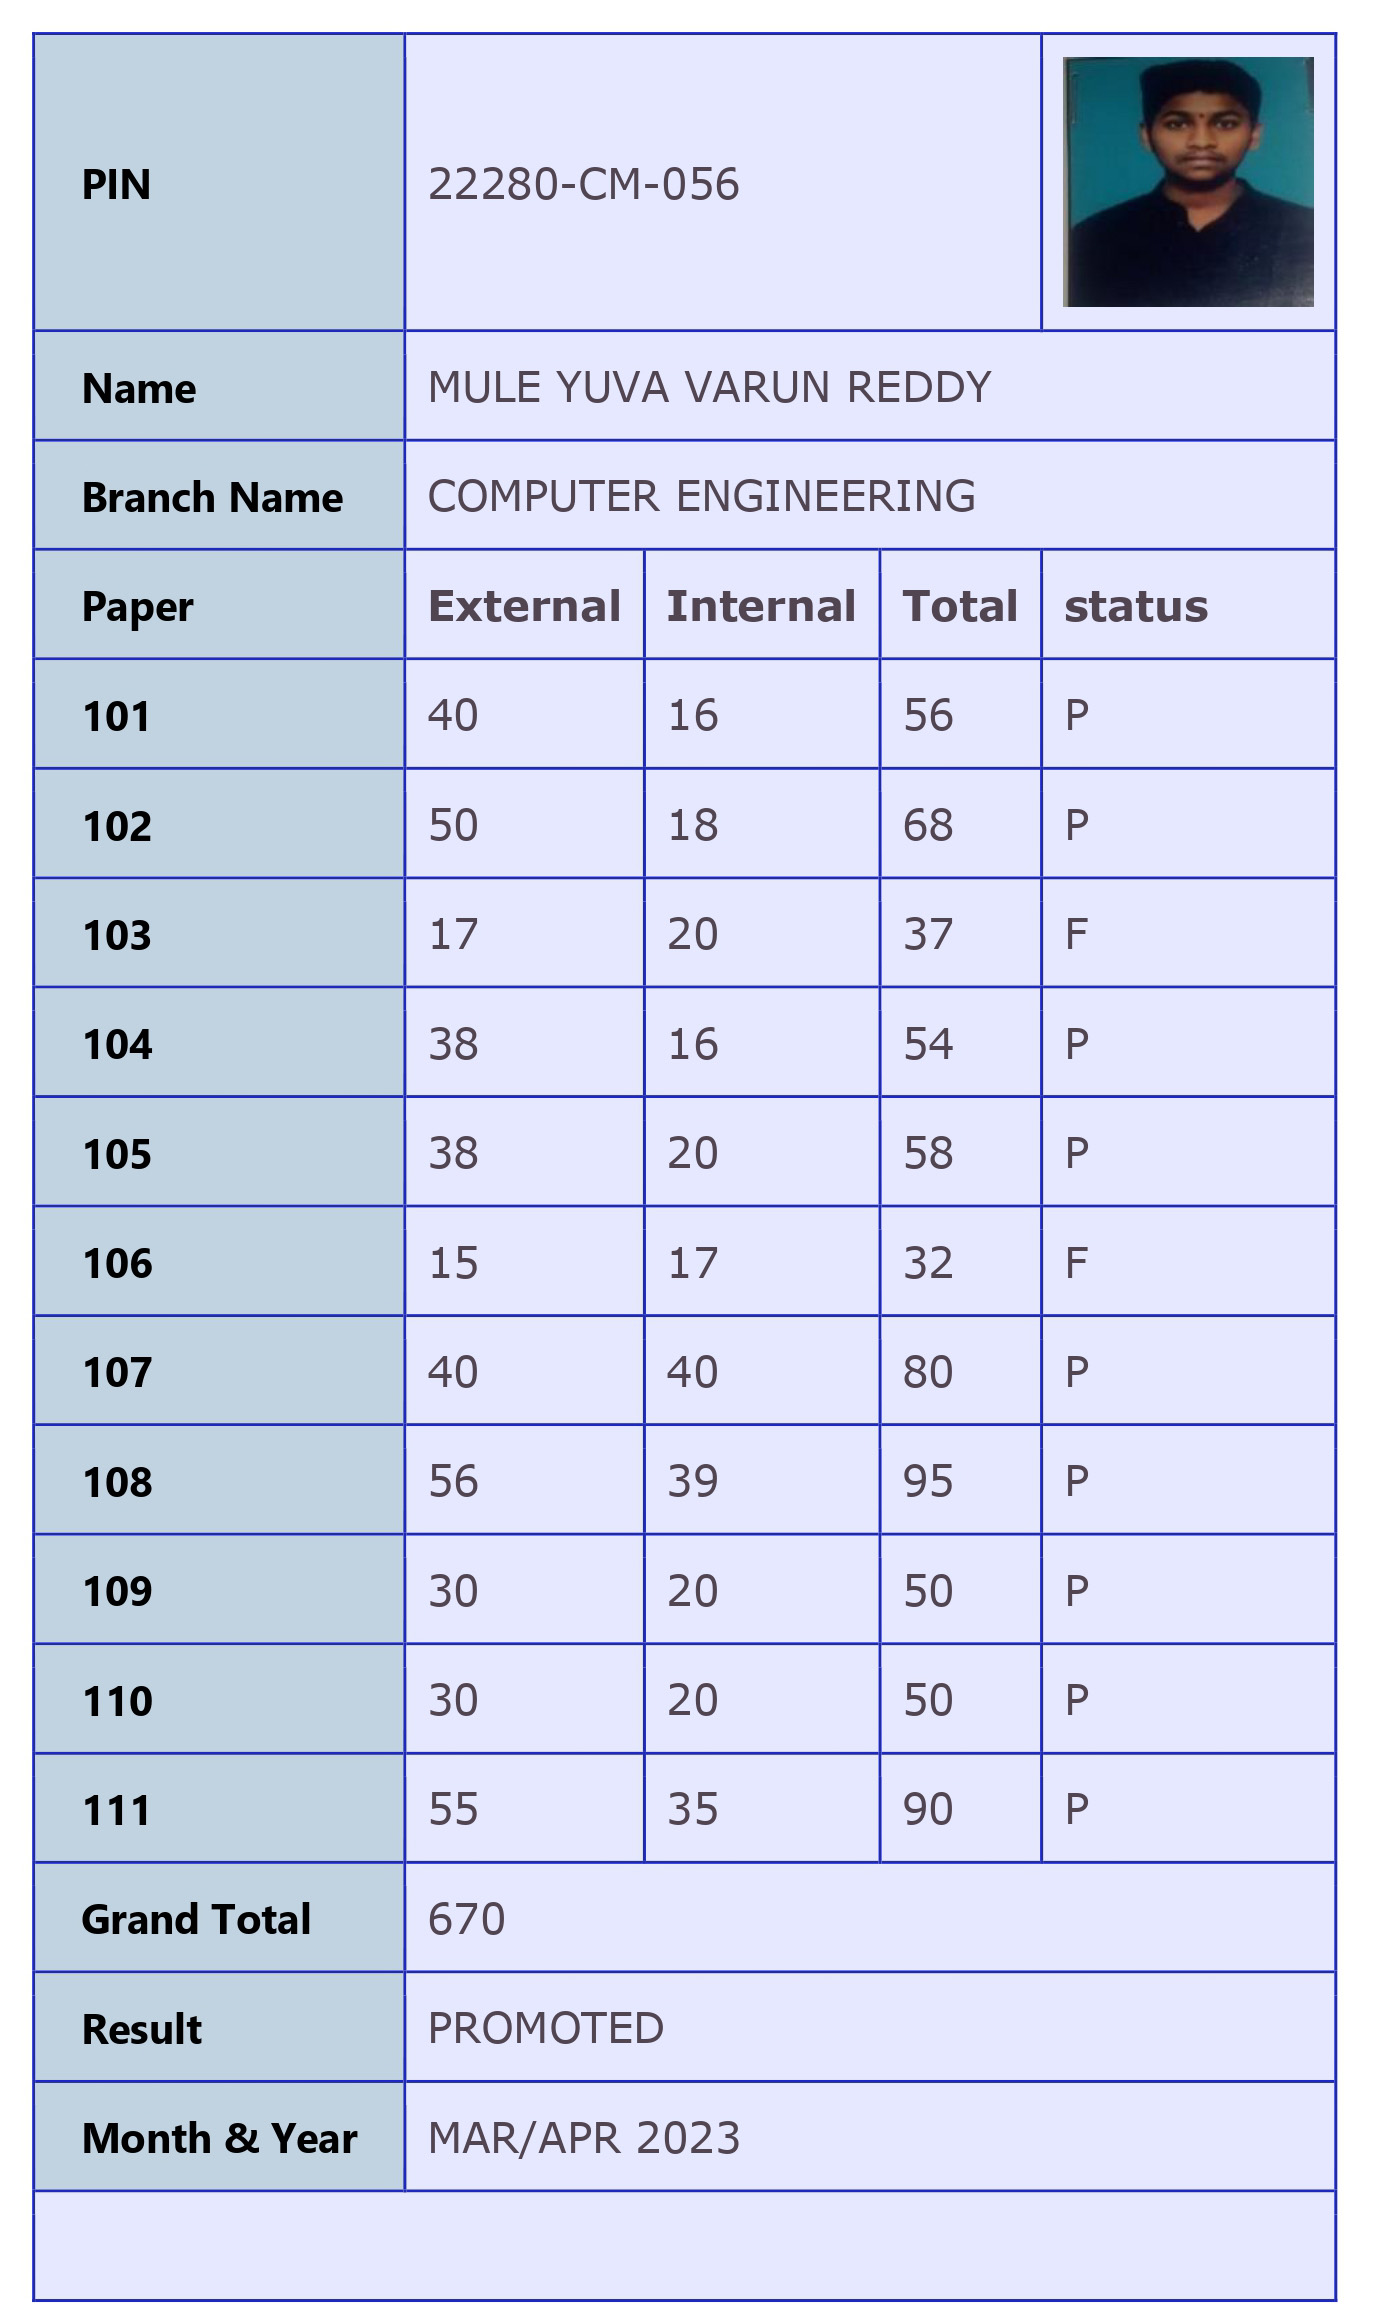 PIN 22280-CM-056
Name MULE YUVA VARUN REDDY
Branch Name COMPUTER ENGINEERING
Paper External Internal Total status
101 40 16 56 P
102 50 18 68 P
103 17 20 37 F
104 38 16 54 P
105 38 20 58 P
106 15 17 32 F
107 40 40 80 P
108 56 39 95 P
109 30 20 50 P
110 30 20 50 P
111 55 35 90 P
Grand Total 670
Result PROMOTED
Month & Year MAR/APR 2023